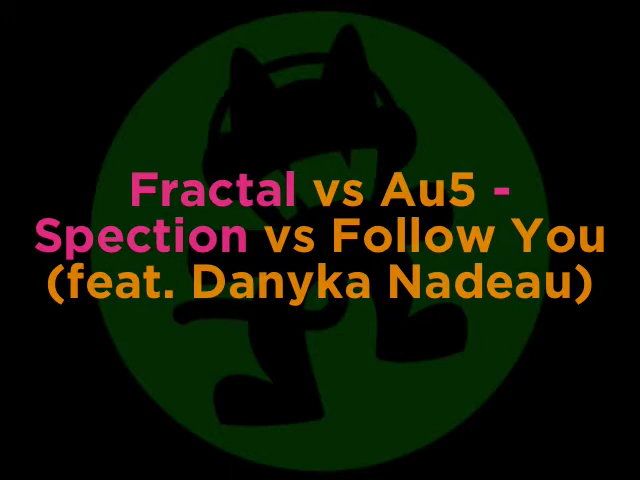 Fractal vs Au5 -
Spection vs Follow You
(feat. Danyka Nadeau)